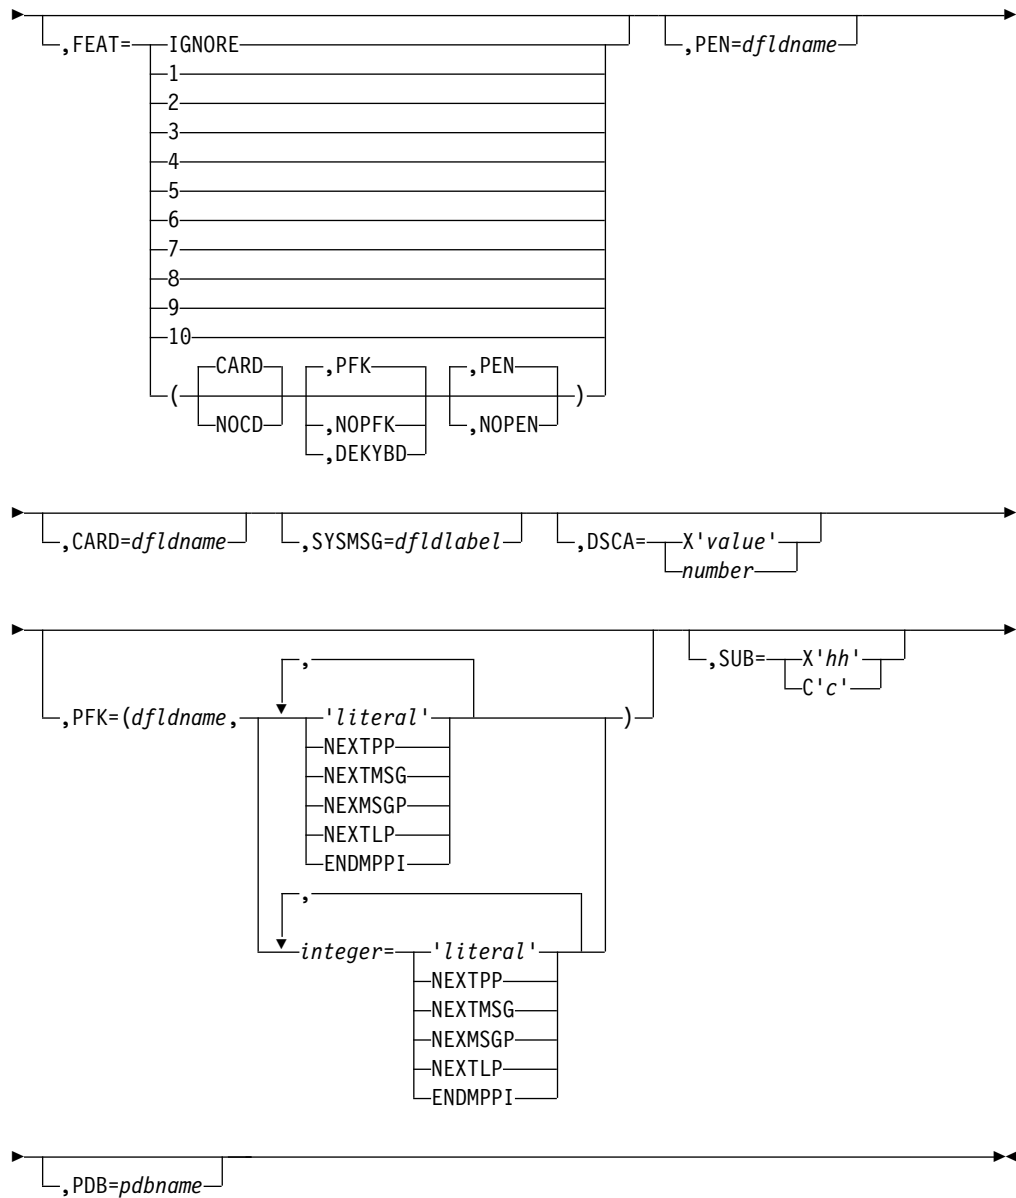 ,FEAT= IGNORE ,PEN=dfldname
1
2
3
4
5
6
7
8
9
10
CARD ,PFK ,PEN
( )
NOCD ,NOPFK ,NOPEN
,DEKYBD
,CARD=dfldname ,SYSMSG=dfldlabel ,DSCA= X'value'
number
,
,SUB= X'hh'
C'c'
,PFK=(dfldname, 'literal' )
NEXTPP
NEXTMSG
NEXMSGP
NEXTLP
ENDMPPI
,
integer= 'literal'
NEXTPP
NEXTMSG
NEXMSGP
NEXTLP
ENDMPPI
,PDB=pdbname